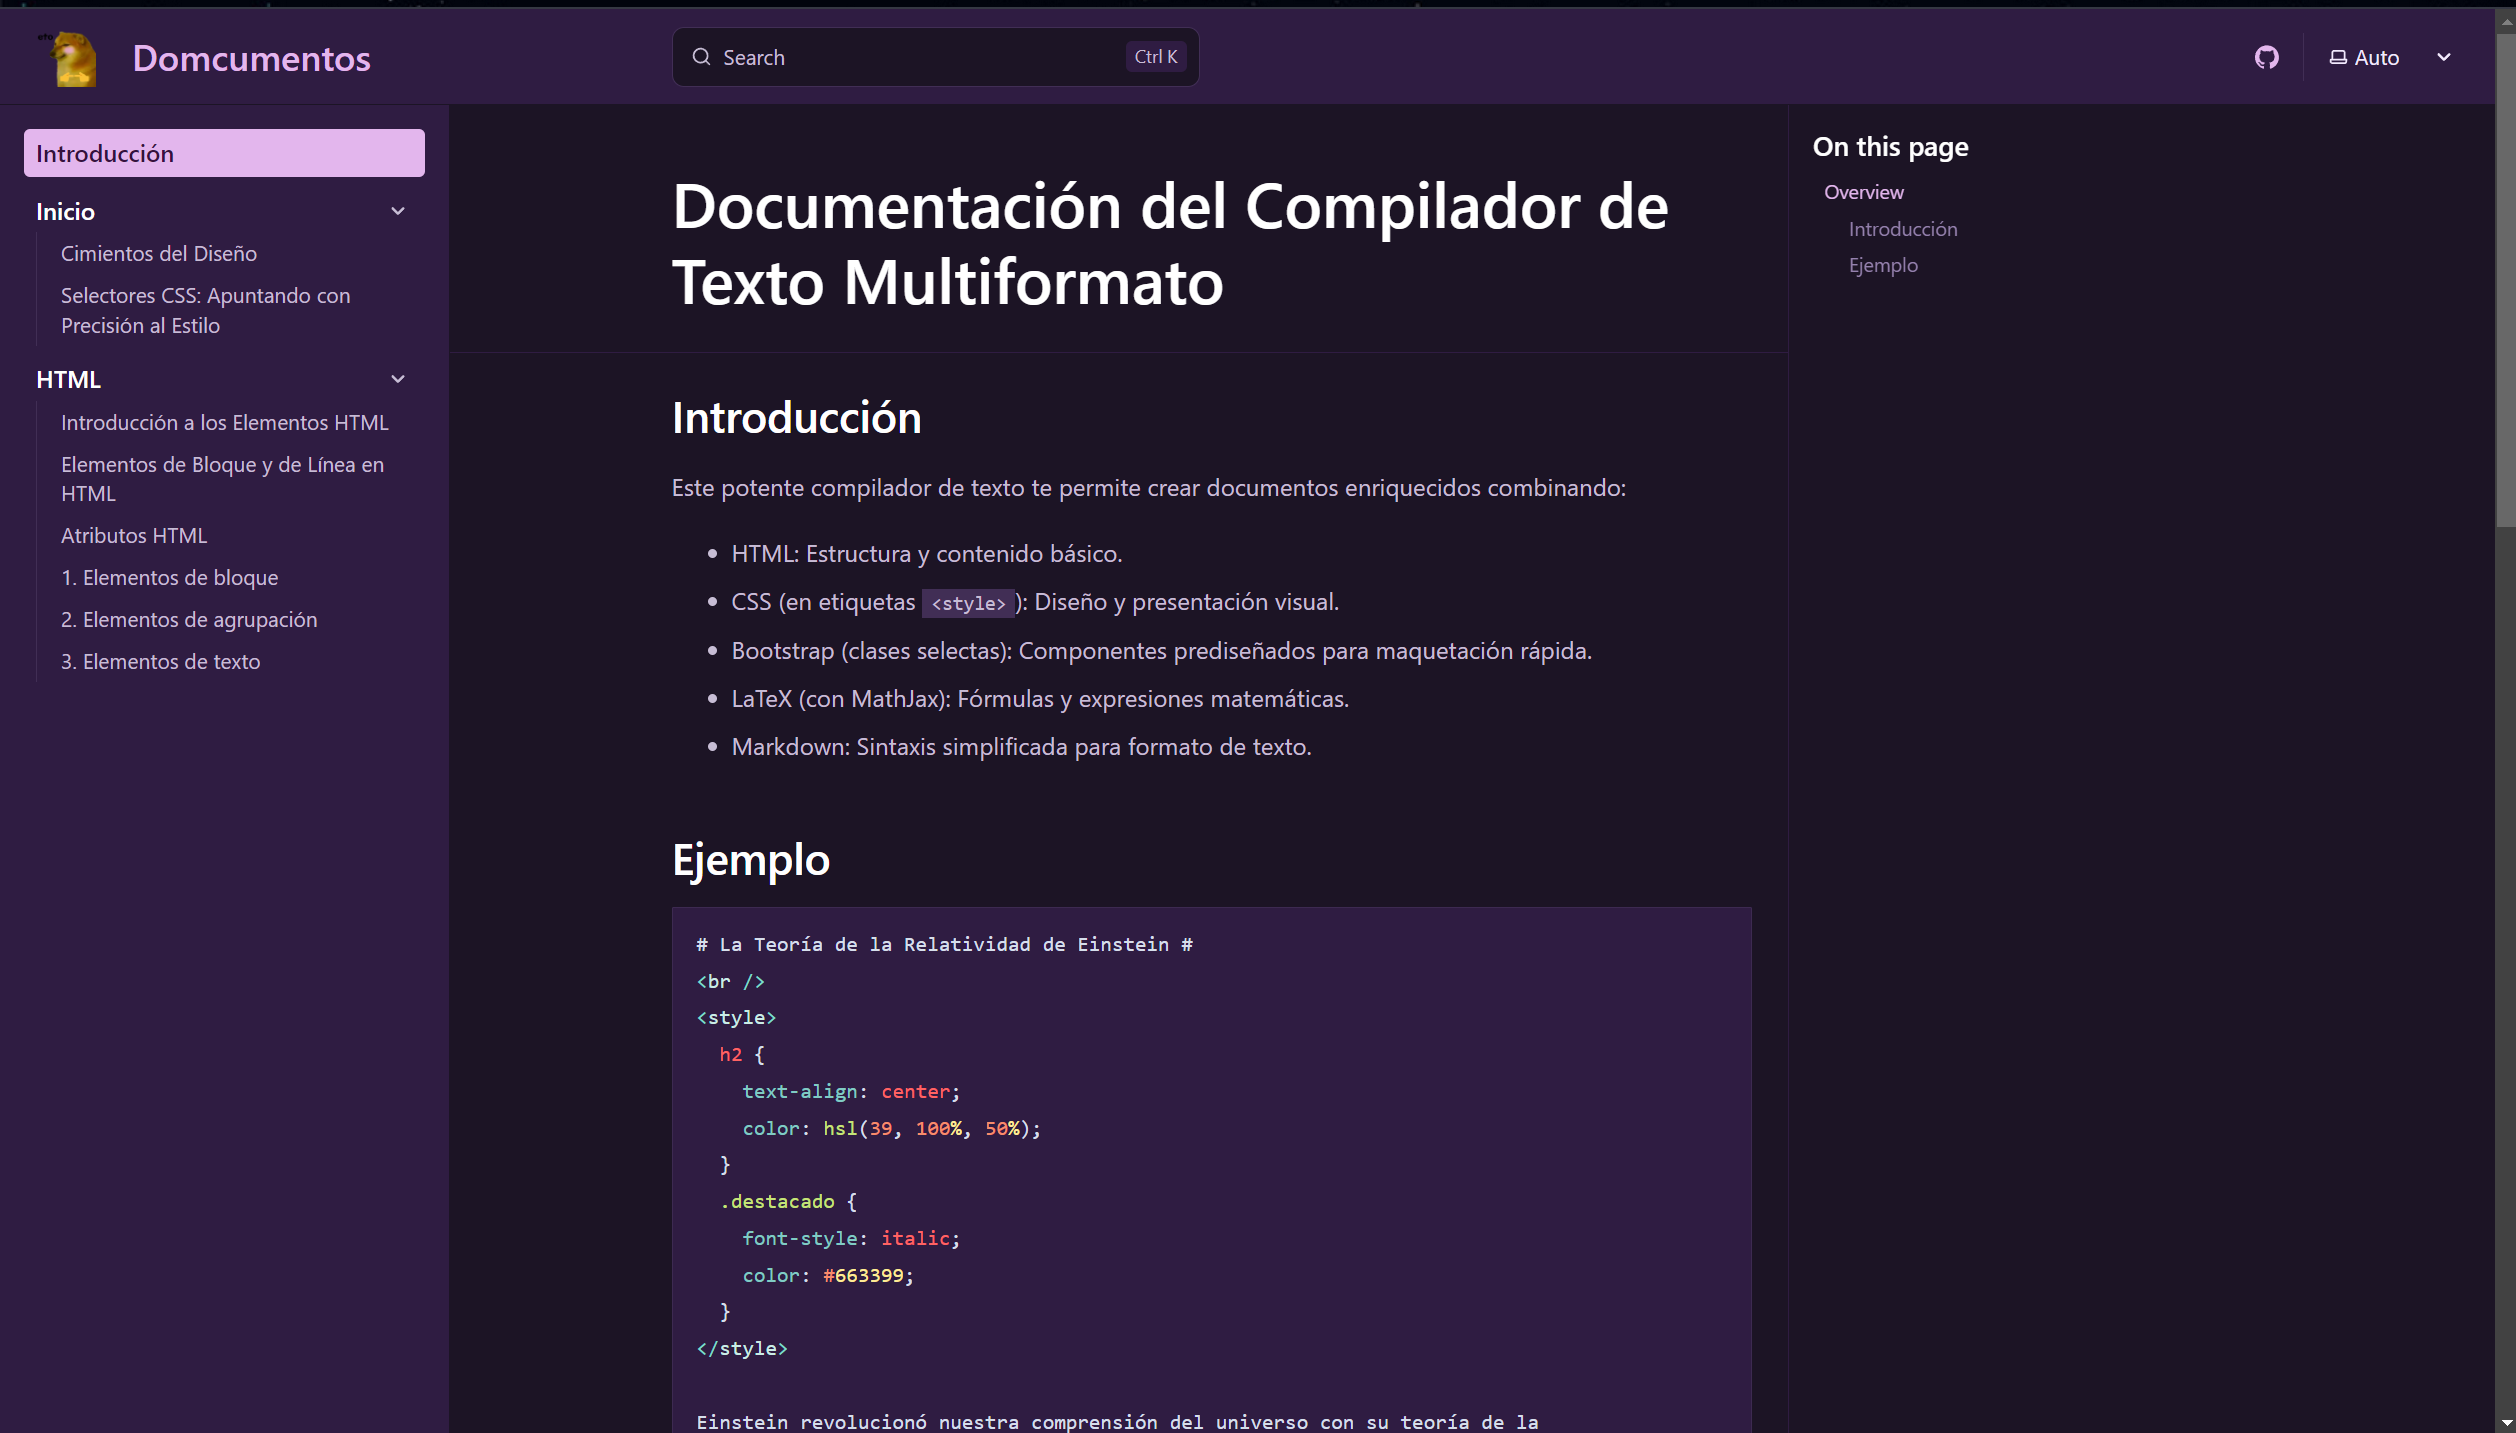 eto
Domcumentos
Search
Ctrl K
Auto
Introducción
Inicio
Cimientos del Diseño
Selectores CSS: Apuntando con
Precisión al Estilo
HTML
Introducción a los Elementos HTML
Elementos de Bloque y de Línea en
HTML
Atributos HTML
1. Elementos de bloque
2. Elementos de agrupación
3. Elementos de texto
Documentación del Compilador de
Texto Multiformato
Introducción
Este potente compilador de texto te permite crear documentos enriquecidos combinando:
HTML: Estructura y contenido básico.
CSS (en etiquetas <style>): Diseño y presentación visual.
Bootstrap (clases selectas): Componentes prediseñados para maquetación rápida.
LaTeX (con MathJax): Fórmulas y expresiones matemáticas.
Markdown: Sintaxis simplificada para formato de texto.
Ejemplo
# La Teoría de la Relatividad de Einstein #
<br />
<style>
h2 {
text-align: center;
color: hsl(39, 100%, 50%);
}
.destacado {
font-style: italic;
color: #663399;
}
</style>
Einstein revolucionó nuestra comprensión del universo con su teoría de la
On this page
Overview
Introducción
Ejemplo